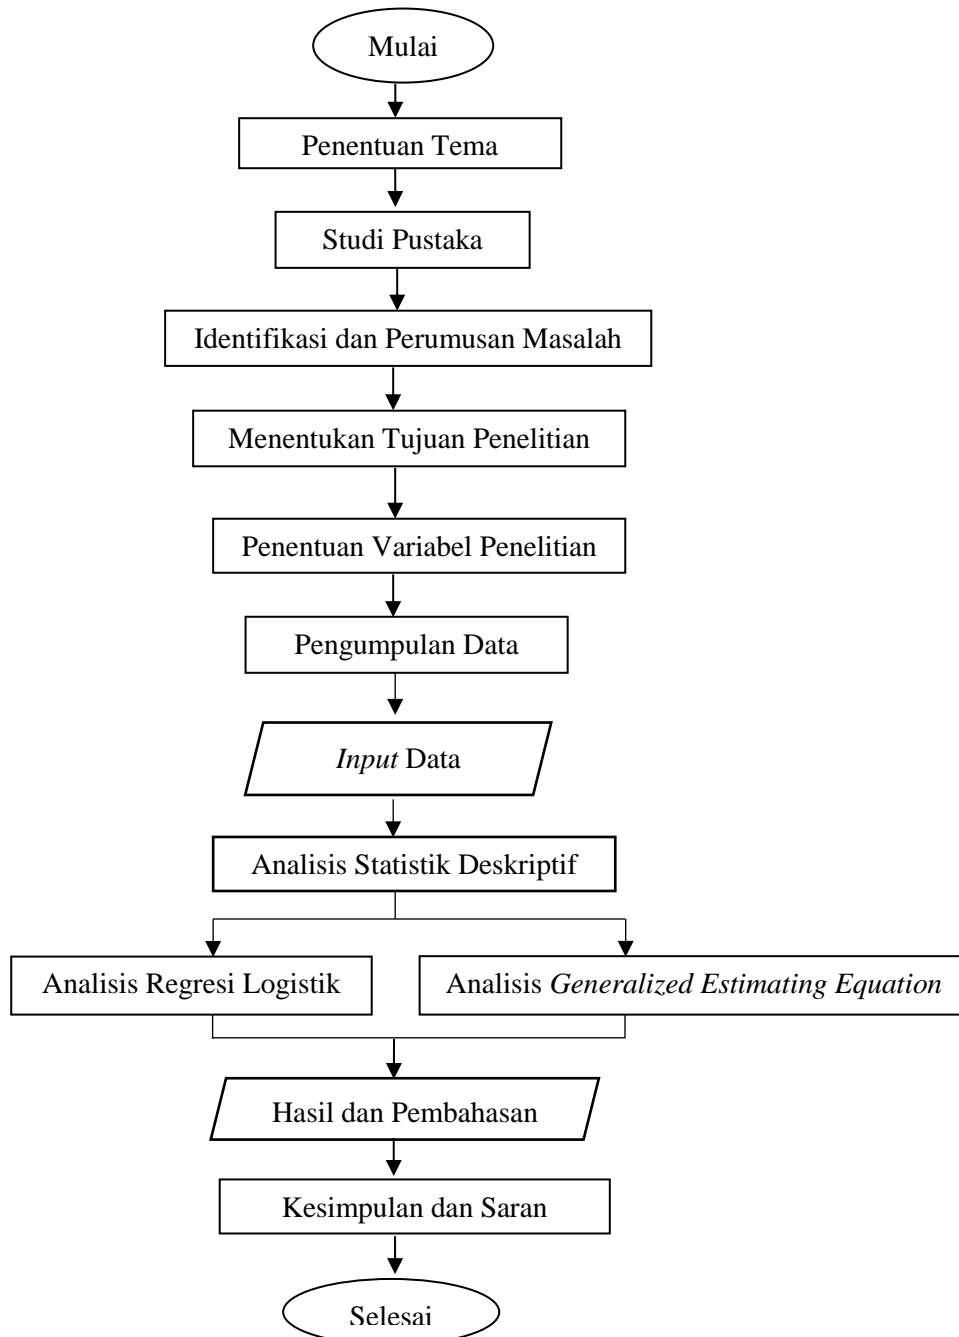 Mulai
Penentuan Tema
Studi Pustaka
Identifikasi dan Perumusan Masalah
Menentukan Tujuan Penelitian
Penentuan Variabel Penelitian
Pengumpulan Data
Input Data
Analisis Statistik Deskriptif
Analisis Regresi Logistik
Analisis Generalized Estimating Equation
Hasil dan Pembahasan
Kesimpulan dan Saran
Selesai